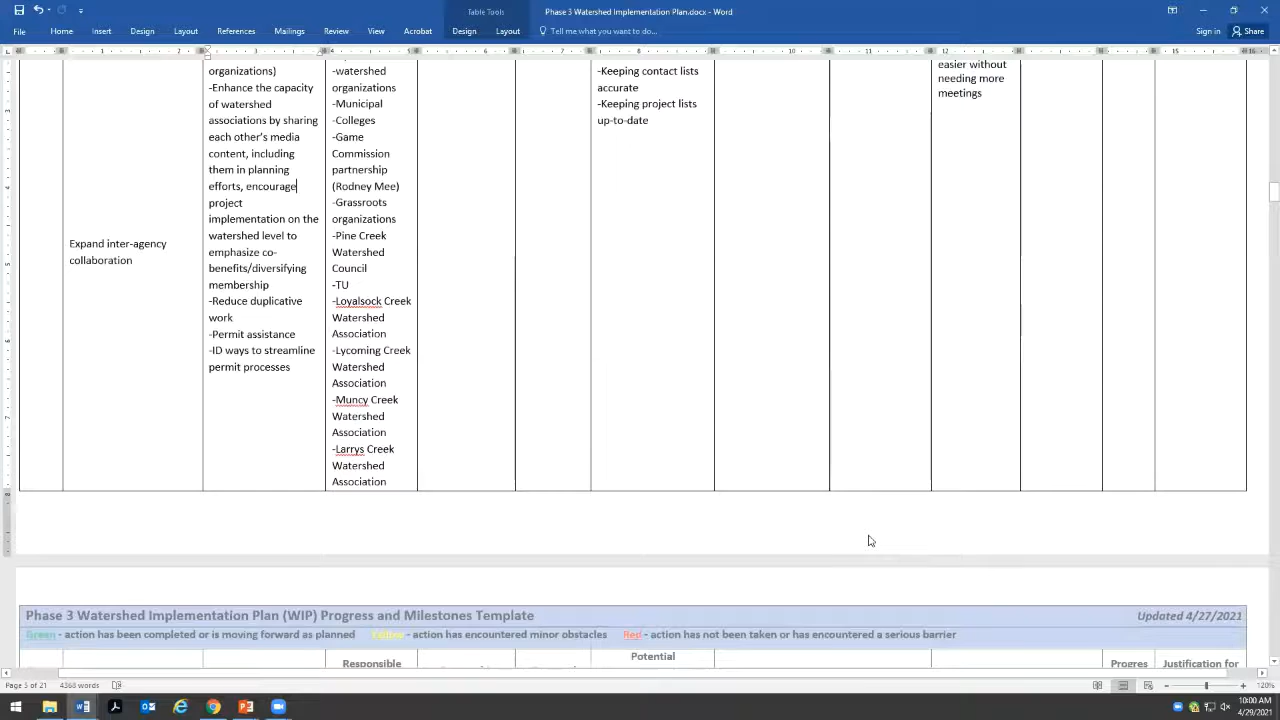 Table Tools
Phase 3 Watershed Implementation Plan.docx - Word
File
Home
Insert
Design
Layout
References
Mailings
Review
View
Acrobat
Design
Layout
Tell me what you want to do...
Sign in
Share
Expand inter-agency
collaboration
organizations)
-Enhance the capacity
of watershed
associations by sharing
each other's media
content, including
them in planning
efforts, encourage
project
implementation on the
watershed level to
emphasize co-
benefits/diversifying
membership
-Reduce duplicative
work
-Permit assistance
-ID ways to streamline
permit processes
-watershed
organizations
-Municipal
-Colleges
-Game
Commission
partnership
(Rodney Mee)
-Grassroots
organizations
-Pine Creek
Watershed
Council
-TU
-Loyalsock Creek
Watershed
Association
-Lycoming Creek
Watershed
Association
-Muncy Creek
Watershed
Association
-Larrys Creek
Watershed
Association
-Keeping contact lists
accurate
-Keeping project lists
up-to-date
easier without
needing more
meetings
Phase 3 Watershed Implementation Plan (WIP) Progress and Milestones Template
Updated 4/27/2021
Green - action has been completed or is moving forward as planned
Yellow - action has encountered minor obstacles
Red - action has not been taken or has encountered a serious barrier
Responsible
Potential
Progres
Justification for
Page 5 of 21
4368 words
120%
10:00 AM
4/29/2021